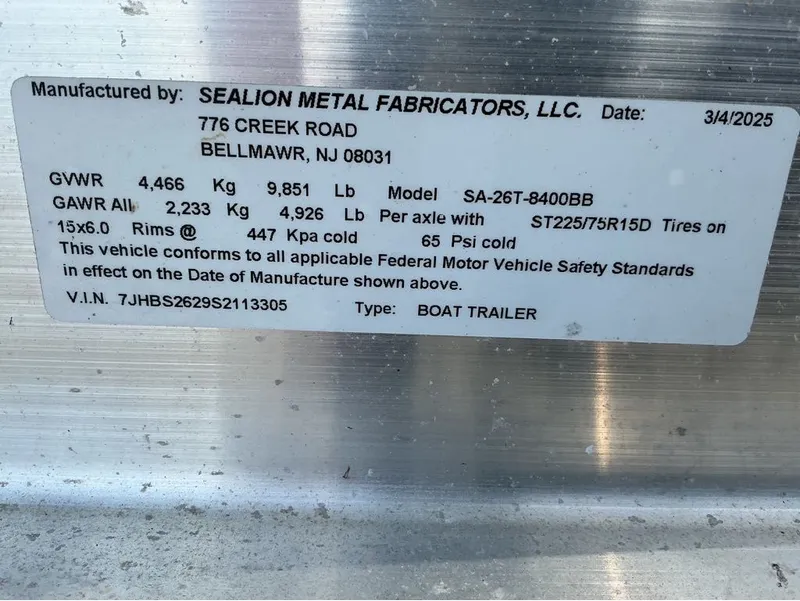 Manufactured by: SEALION METAL FABRICATORS, LLC. Date: 3/4/2025
776 CREEK ROAD
BELLMAWR, NJ 08031
GVWR 4,466 Kg 9,851 Lb Model SA-26T-8400BB
GAWR All 2,233 Kg 4,926 Lb Per axle with ST225/75R15D Tires on
15x6.0 Rims @ 447 Kpa cold 65 Psi cold
This vehicle conforms to all applicable Federal Motor Vehicle Safety Standards
in effect on the Date of Manufacture shown above.
V.I.N. 7JHBS2629S2113305 Type: BOAT TRAILER